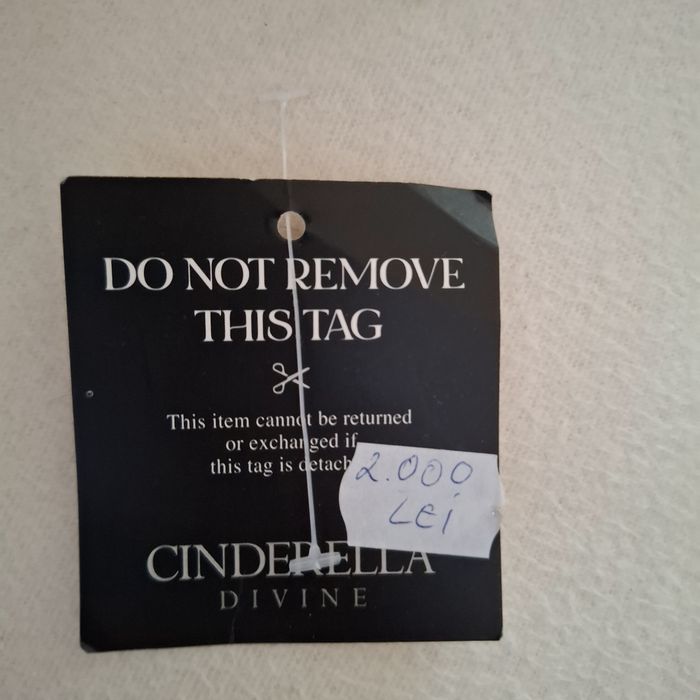 DO NOT REMOVE
THIS TAG
This item cannot be returned
or exchanged if
this tag is detach
2.000
LEI
CINDERELLA
DIVINE